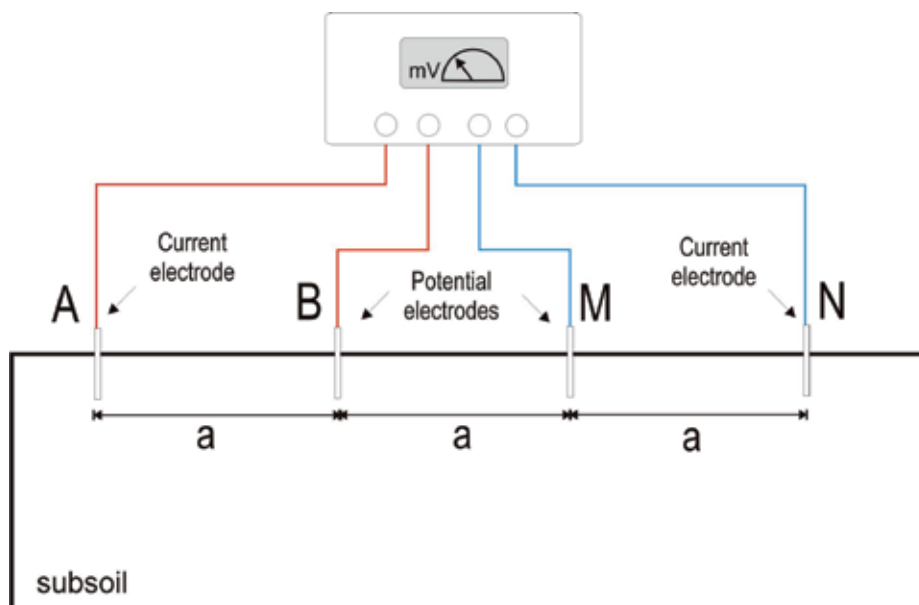 mV
Current
electrode
Potential
electrodes
Current
electrode
A
B
M
N
a
a
a
subsoil